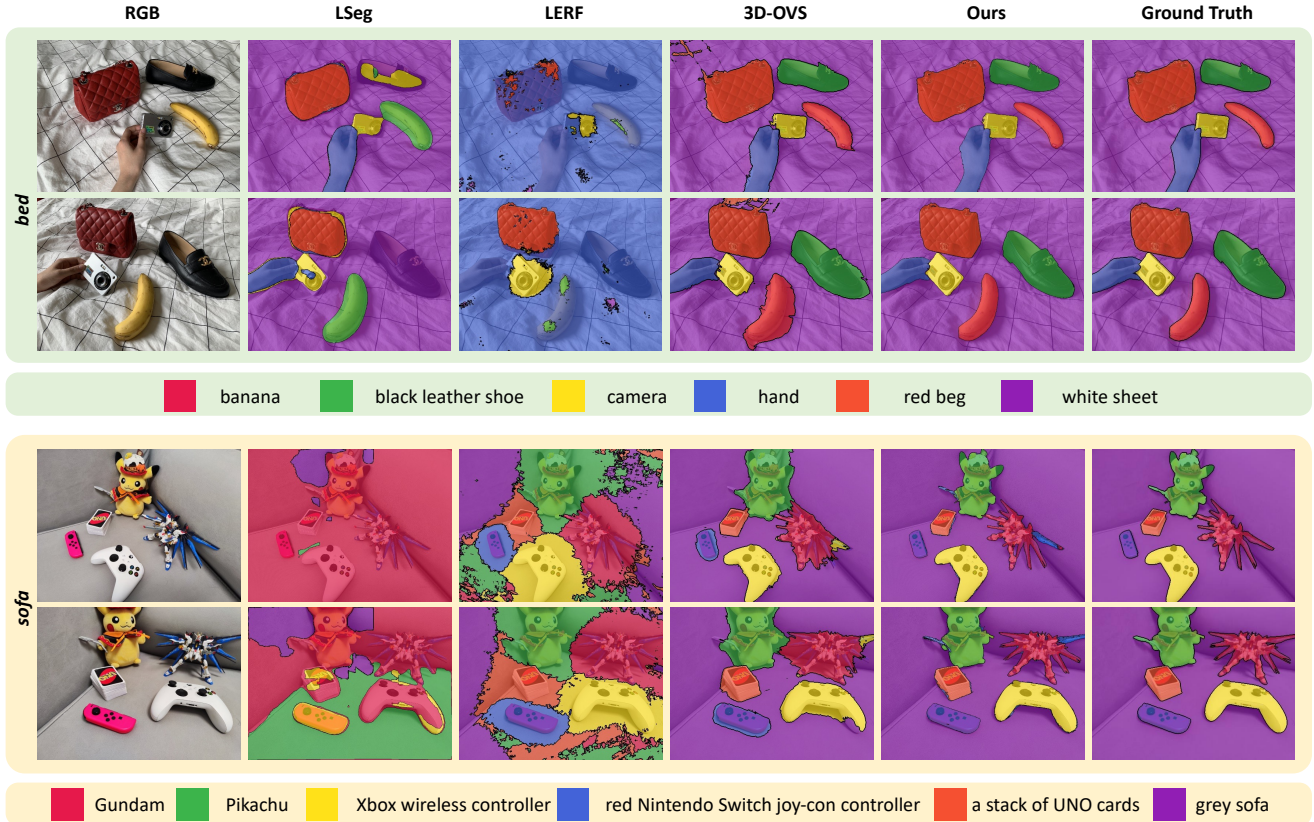 RGB LSeg LERF 3D-OVS Ours Ground Truth
bed
banana black leather shoe camera hand red beg white sheet
sofa
Gundam Pikachu Xbox wireless controller red Nintendo Switch joy-con controller a stack of UNO cards grey sofa